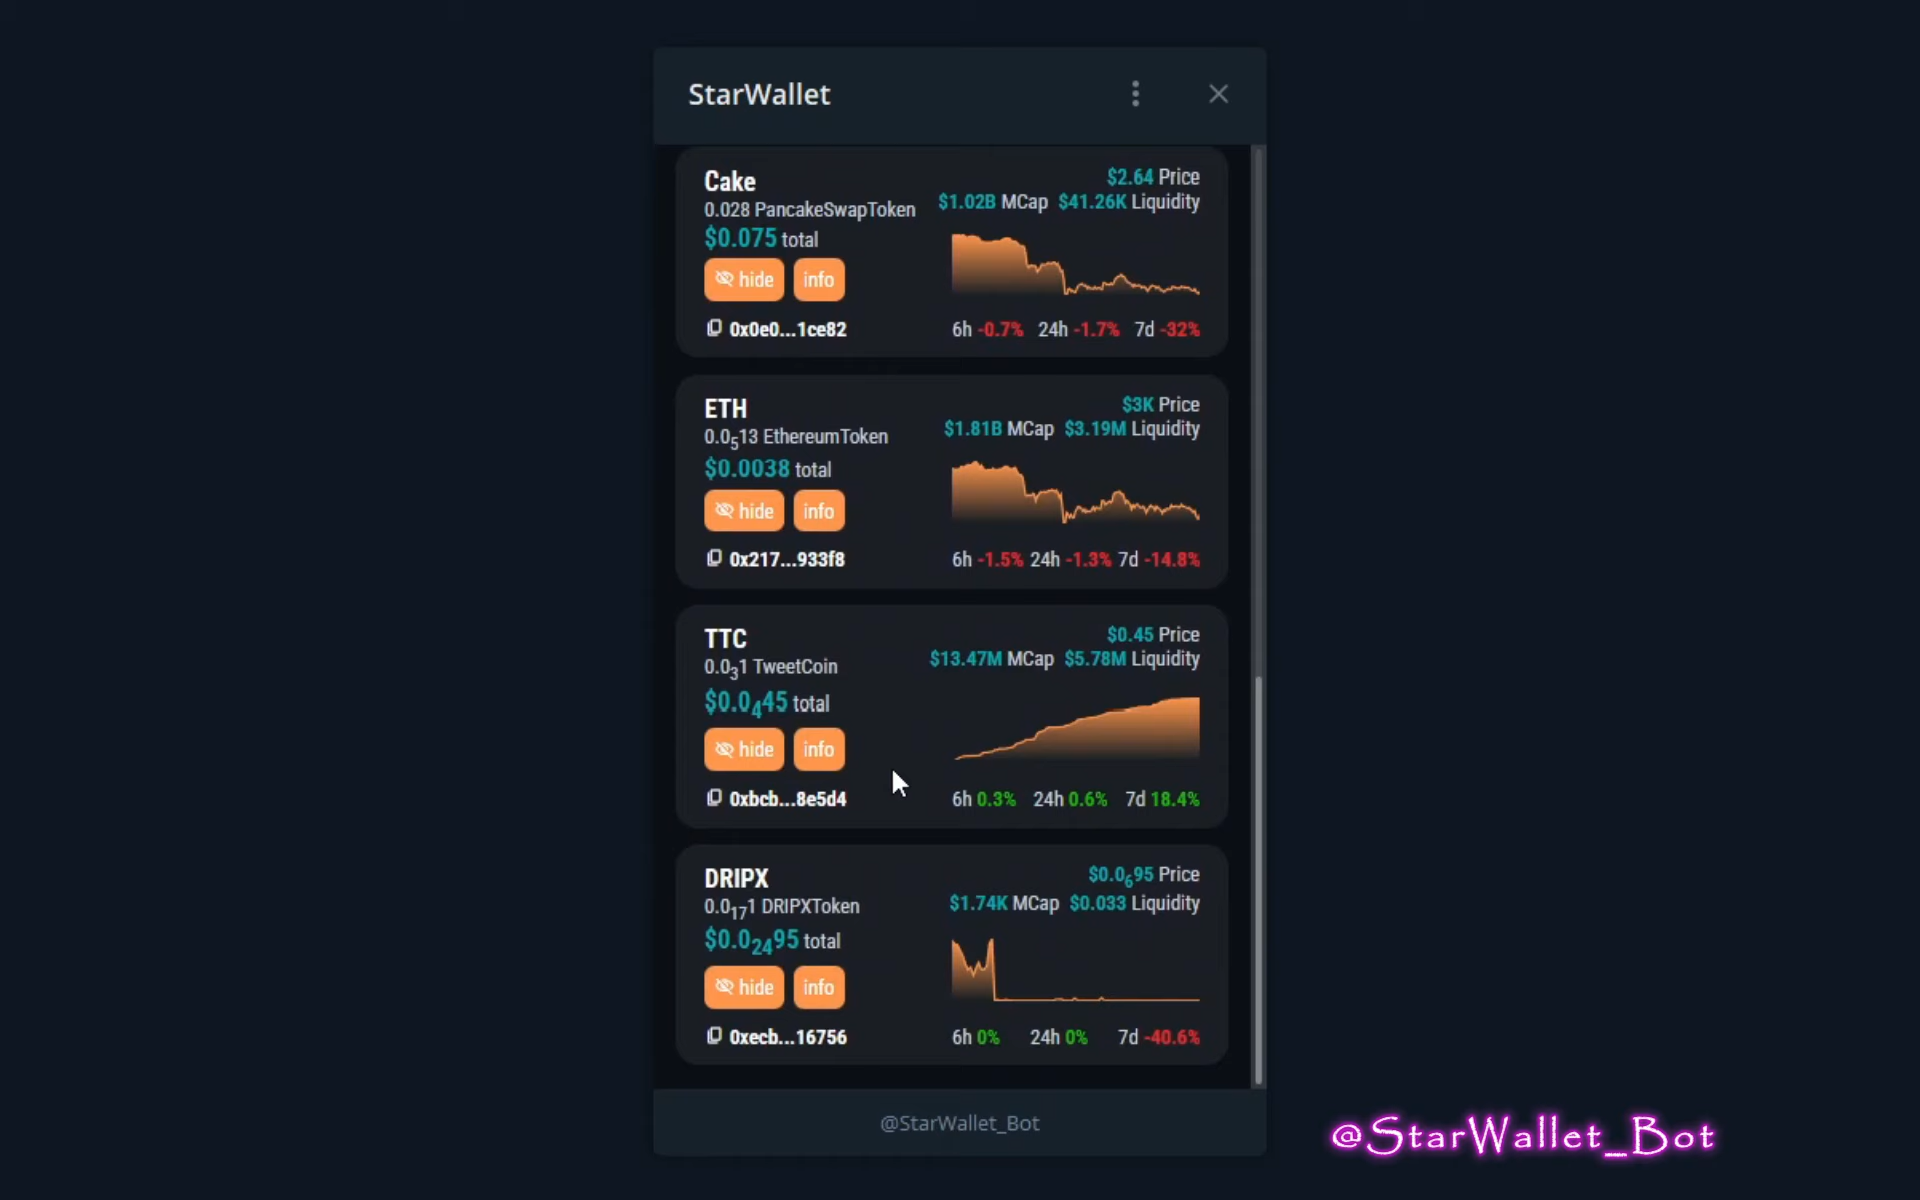 StarWallet
Cake
0.028 PancakeSwapToken
$0.075 total
hide info
0x0e0...1ce82
$2.64 Price
$1.02B MCap $41.26K Liquidity
6h -0.7% 24h -1.7% 7d -32%
ETH
0.0₅13 EthereumToken
$0.0038 total
hide info
0x217...933f8
$3K Price
$1.81B MCap $3.19M Liquidity
6h -1.5% 24h -1.3% 7d -14.8%
TTC
0.0₃1 TweetCoin
$0.0₄45 total
hide info
0xbcb...8e5d4
$0.45 Price
$13.47M MCap $5.78M Liquidity
6h 0.3% 24h 0.6% 7d 18.4%
DRIPX
0.0₁₇1 DRIPXToken
$0.0₂₄95 total
hide info
0xecb...16756
$0.0₆95 Price
$1.74K MCap $0.033 Liquidity
6h 0% 24h 0% 7d -40.6%
@StarWallet_Bot
@StarWallet_Bot